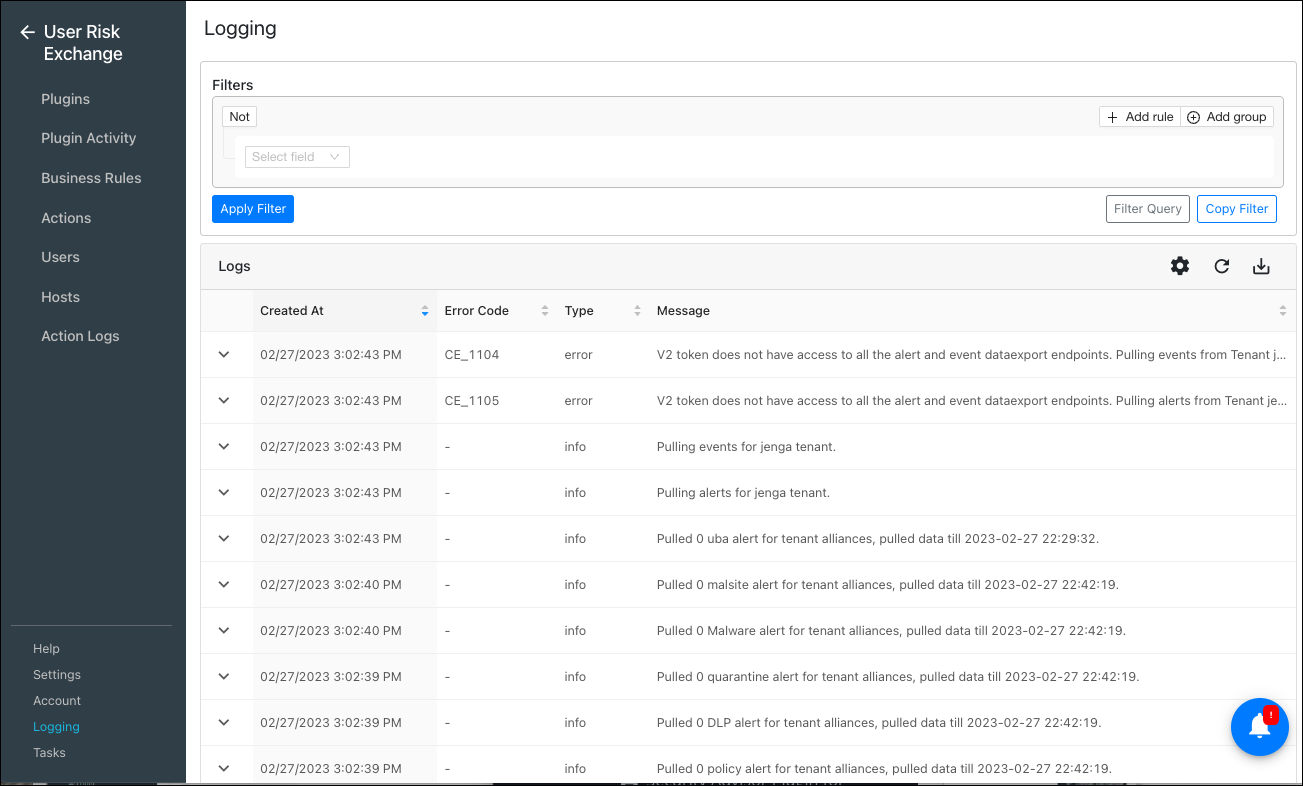 User Risk
Exchange
Plugins
Plugin Activity
Business Rules
Actions
Users
Hosts
Action Logs
Help
Settings
Account
Logging
Tasks
Logging
Filters
Not
Add rule
Add group
Select field
Apply Filter
Filter Query
Copy Filter
Logs
Created At Error Code Type Message
02/27/2023 3:02:43 PM CE_1104 error V2 token does not have access to all the alert and event dataexport endpoints. Pulling events from Tenant j...
02/27/2023 3:02:43 PM CE_1105 error V2 token does not have access to all the alert and event dataexport endpoints. Pulling alerts from Tenant je...
02/27/2023 3:02:43 PM - info Pulling events for jenga tenant.
02/27/2023 3:02:43 PM - info Pulling alerts for jenga tenant.
02/27/2023 3:02:43 PM - info Pulled 0 uba alert for tenant alliances, pulled data till 2023-02-27 22:29:32.
02/27/2023 3:02:40 PM - info Pulled 0 malsite alert for tenant alliances, pulled data till 2023-02-27 22:42:19.
02/27/2023 3:02:40 PM - info Pulled 0 Malware alert for tenant alliances, pulled data till 2023-02-27 22:42:19.
02/27/2023 3:02:39 PM - info Pulled 0 quarantine alert for tenant alliances, pulled data till 2023-02-27 22:42:19.
02/27/2023 3:02:39 PM - info Pulled 0 DLP alert for tenant alliances, pulled data till 2023-02-27 22:42:19.
02/27/2023 3:02:39 PM - info Pulled 0 policy alert for tenant alliances, pulled data till 2023-02-27 22:42:19.